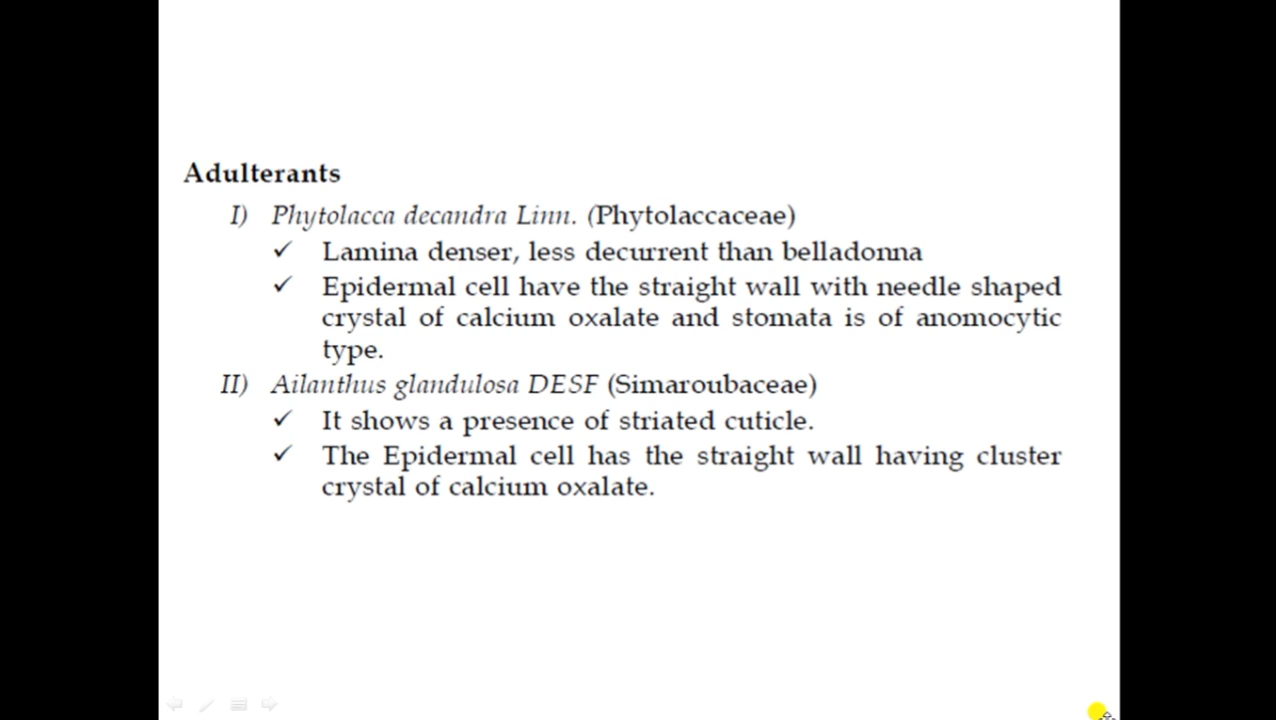 Adulterants
I) Phytolacca decandra Linn. (Phytolaccaceae)
✓ Lamina denser, less decurrent than belladonna
✓ Epidermal cell have the straight wall with needle shaped
crystal of calcium oxalate and stomata is of anomocytic
type.
II) Ailanthus glandulosa DESF (Simaroubaceae)
✓ It shows a presence of striated cuticle.
✓ The Epidermal cell has the straight wall having cluster
crystal of calcium oxalate.